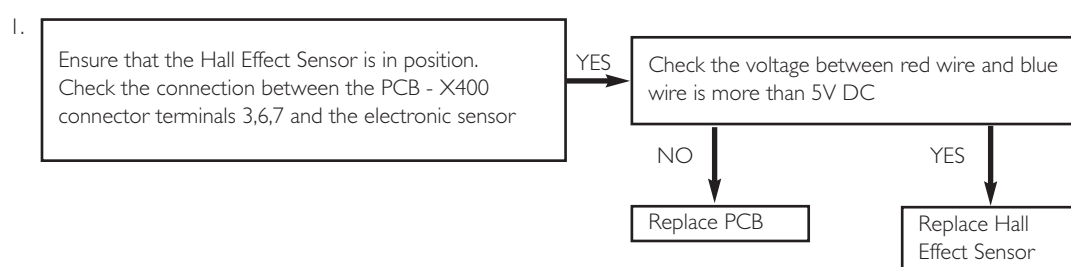 1.
Ensure that the Hall Effect Sensor is in position.
Check the connection between the PCB - X400
connector terminals 3,6,7 and the electronic sensor
YES
Check the voltage between red wire and blue
wire is more than 5V DC
NO
YES
Replace PCB
Replace Hall
Effect Sensor